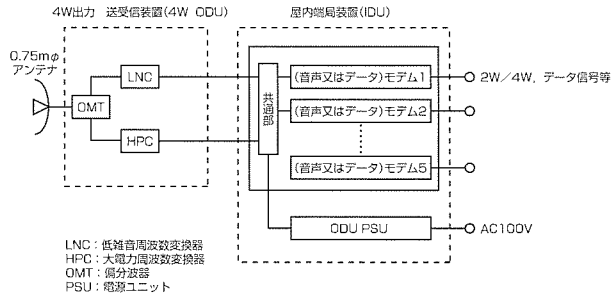 4W出力 送受信装置(4W ODU)
屋内端局装置(IDU)
0.75mφ
アンテナ
OMT
LNC
HPC
共通部
(音声又はデータ)モデム1
(音声又はデータ)モデム2
(音声又はデータ)モデム5
2W/4W, データ信号等
ODU PSU
AC100V
LNC:低雑音周波数変換器
HPC:大電力周波数変換器
OMT:偏分波器
PSU:電源ユニット